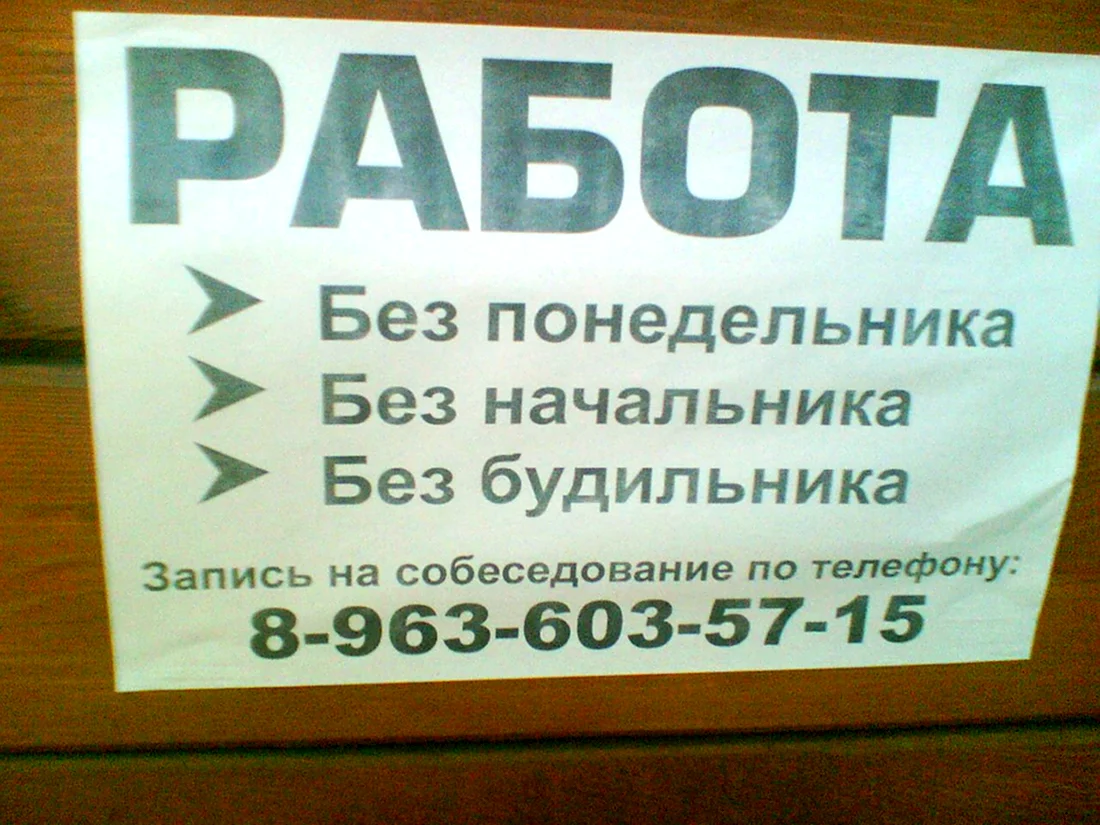 РАБОТА
Без понедельника
Без начальника
Без будильника
Запись на собеседование по телефону:
8-963-603-57-15